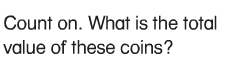 Count on. What is the total
value of these coins?